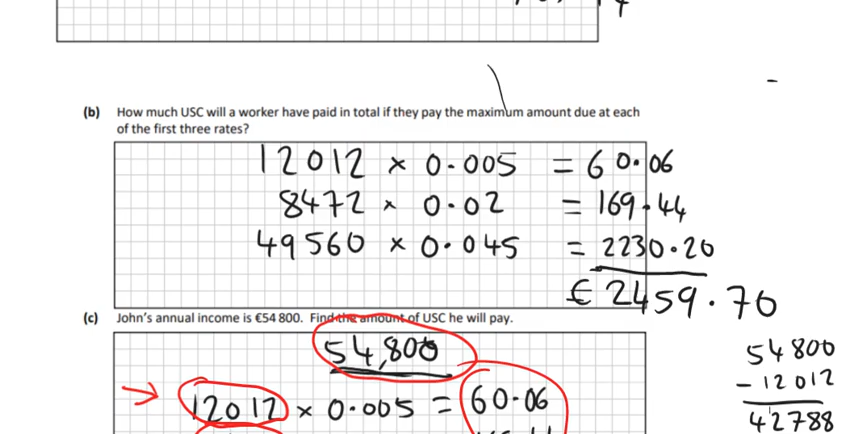 (b) How much USC will a worker have paid in total if they pay the maximum amount due at each
of the first three rates?
12012 × 0.005 = 60.06
8472 × 0.02 = 169.44
49560 × 0.045 = 2230.20
€2459.70
(c) John's annual income is €54 800. Find the amount of USC he will pay.
54,800
54800
-12012
42788
→ 12012 × 0.005 = 60.06